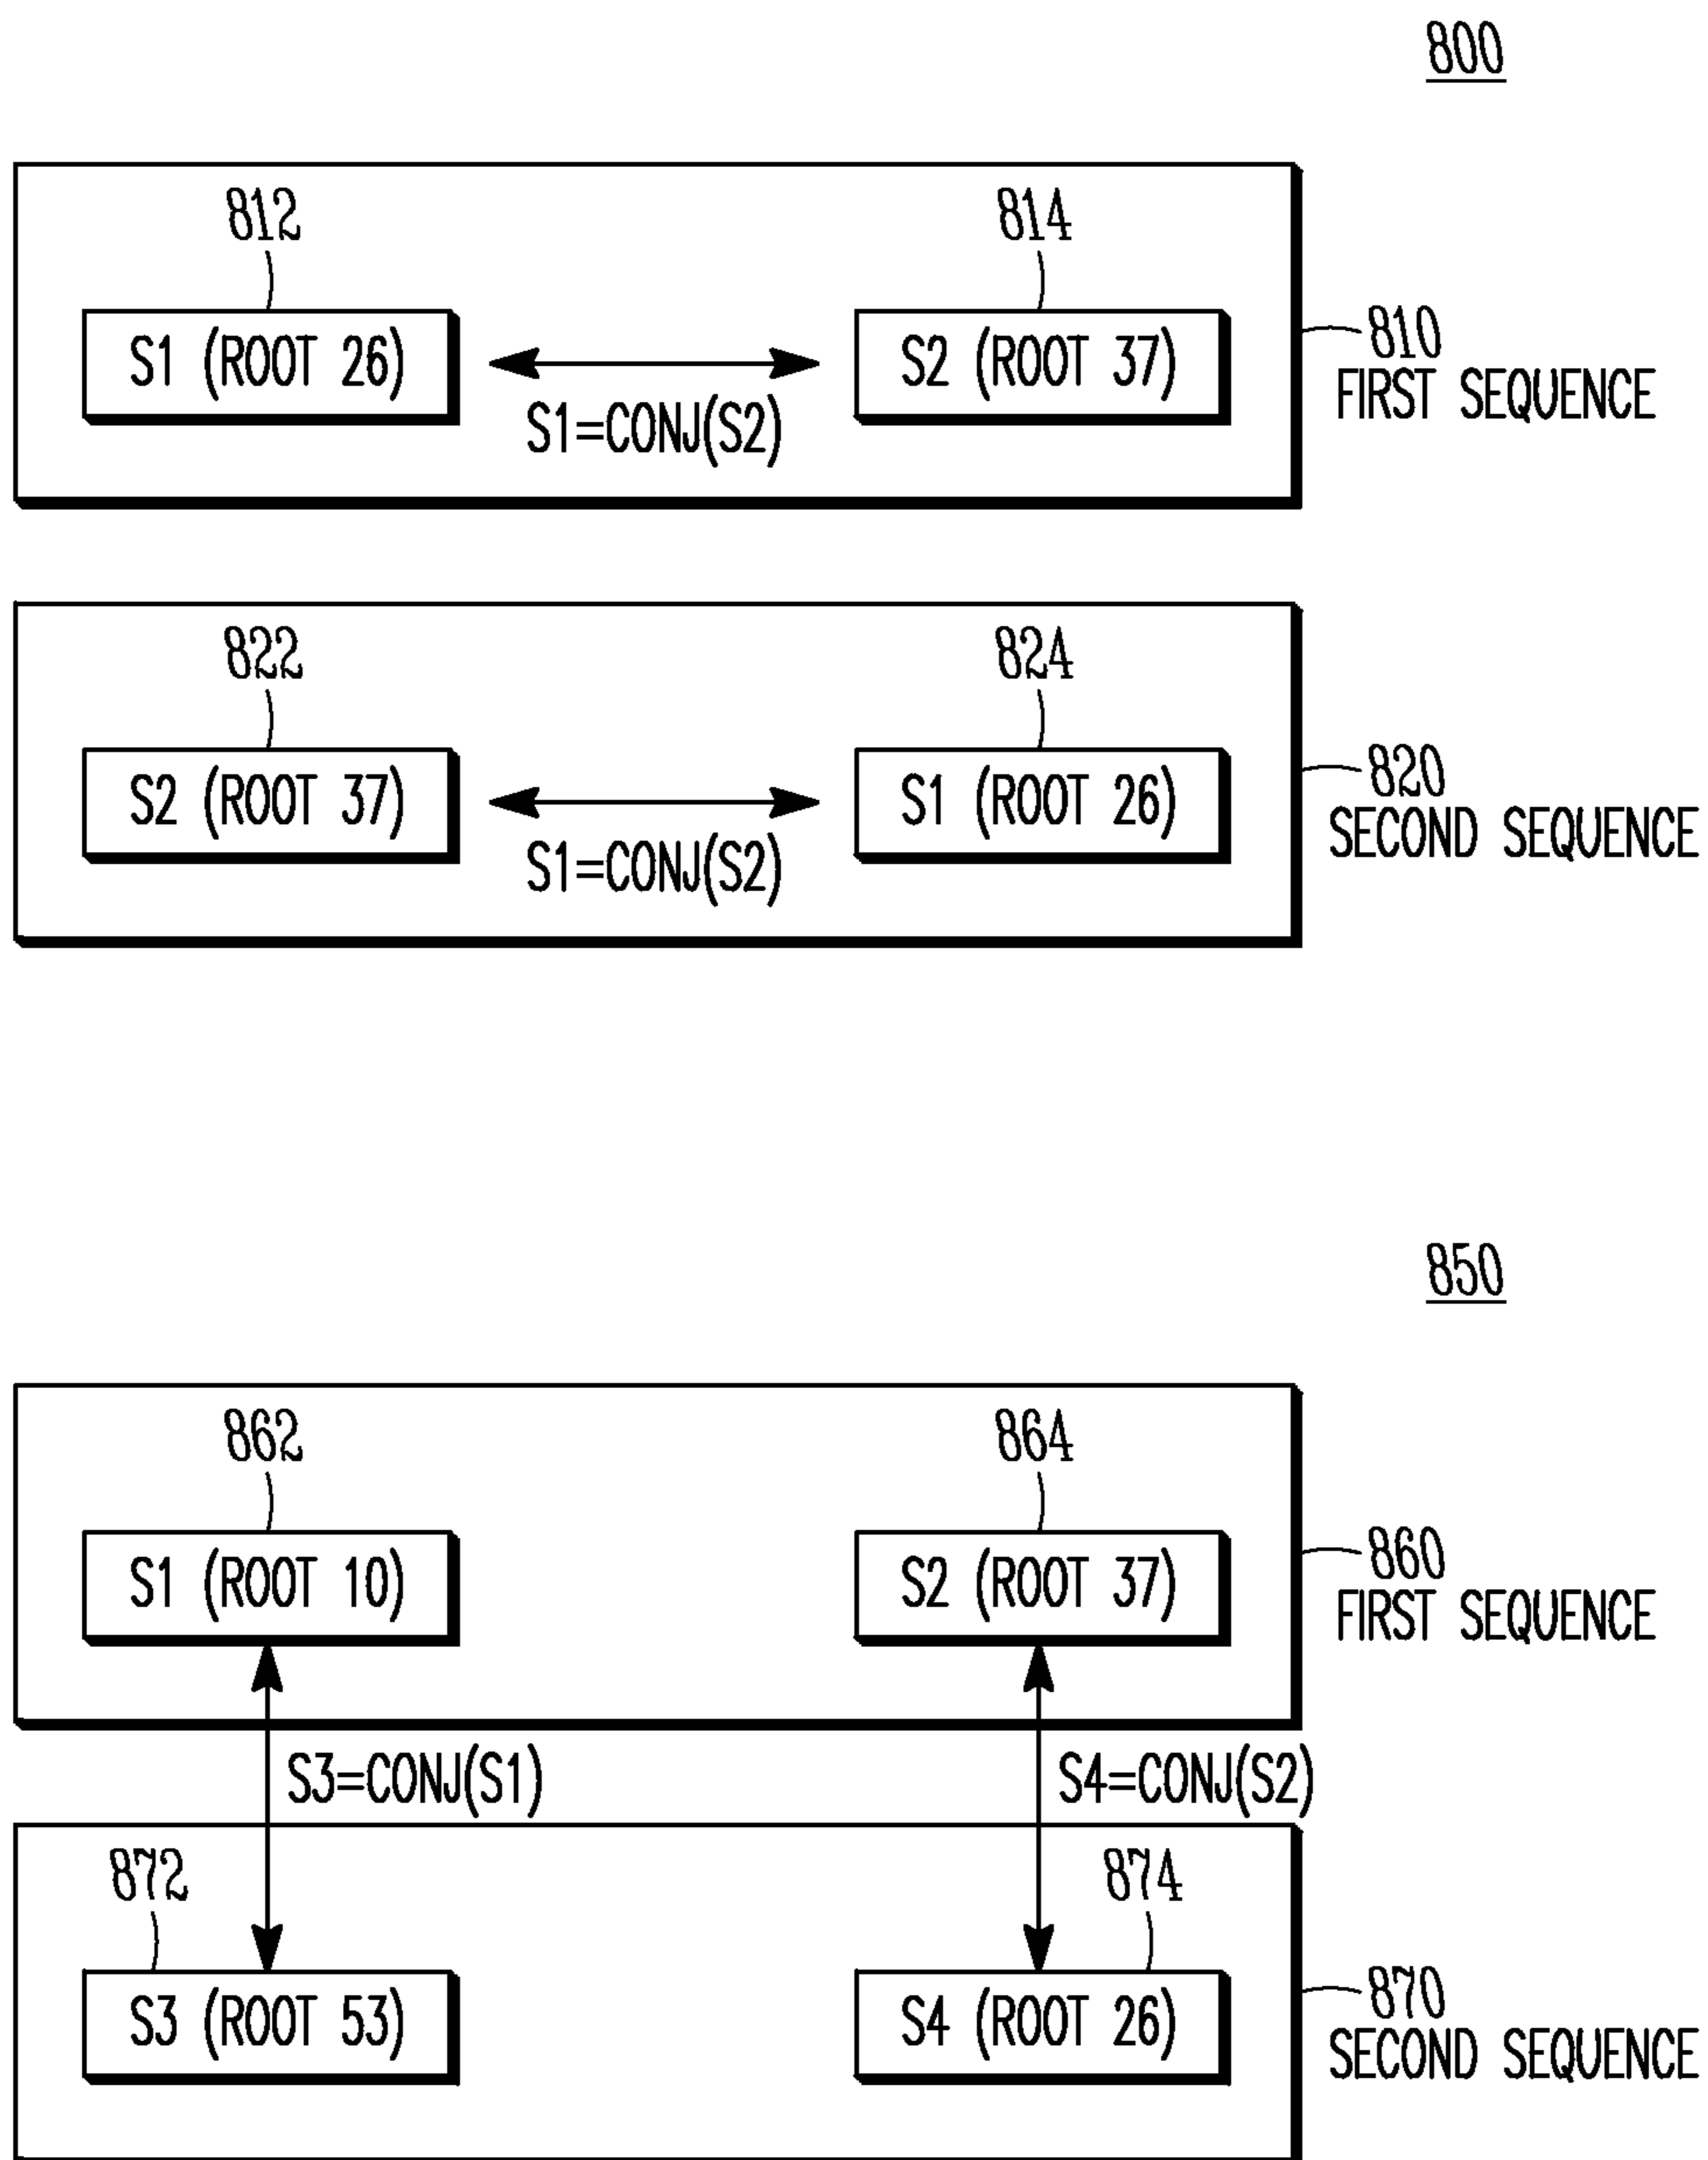 800
812
814
S1 (ROOT 26)
S2 (ROOT 37)
S1=CONJ(S2)
810
FIRST SEQUENCE
822
824
S2 (ROOT 37)
S1 (ROOT 26)
S1=CONJ(S2)
820
SECOND SEQUENCE
850
862
864
S1 (ROOT 10)
S2 (ROOT 37)
860
FIRST SEQUENCE
S3=CONJ(S1)
S4=CONJ(S2)
872
874
S3 (ROOT 53)
S4 (ROOT 26)
870
SECOND SEQUENCE